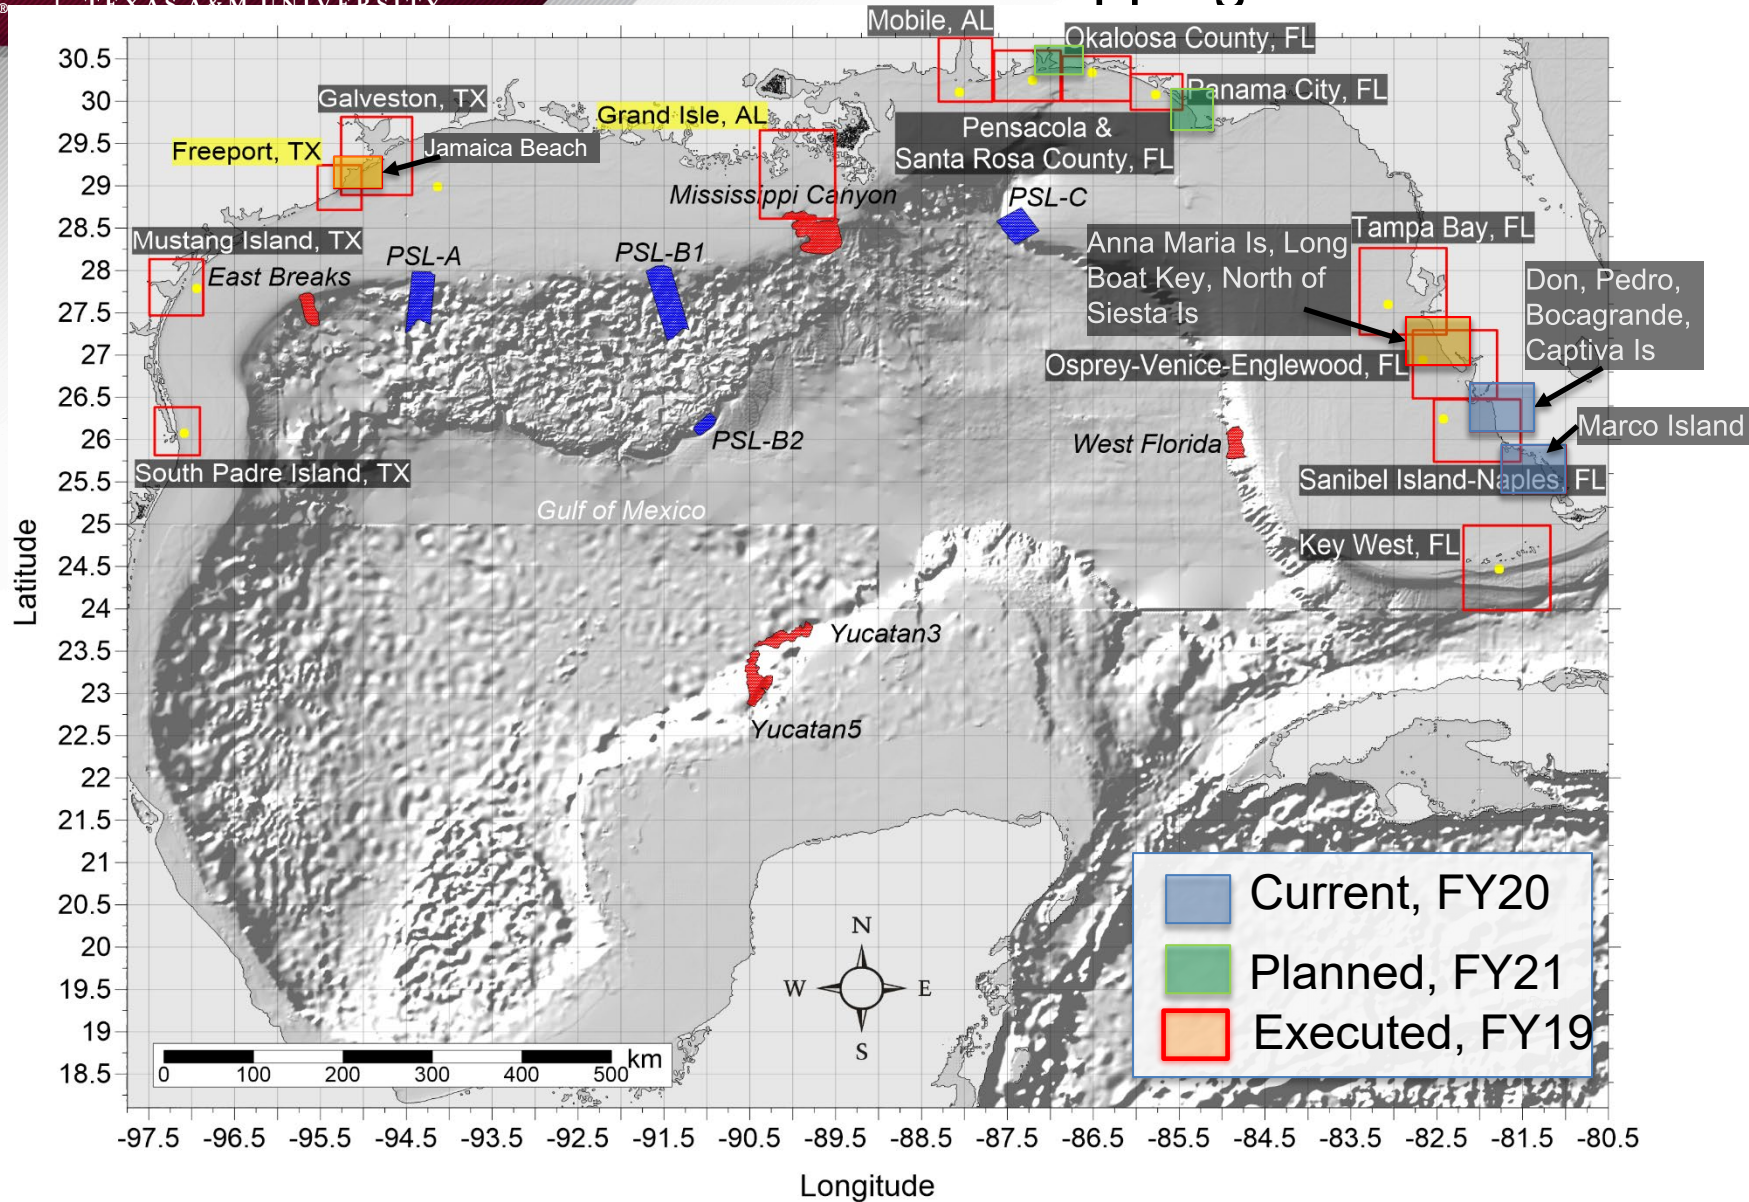 TEXAS A&M UNIVERSITY
Mobile, AL
Okaloosa County, FL
Galveston, TX
Grand Isle, AL
Panama City, FL
Pensacola &
Santa Rosa County, FL
Freeport, TX
Jamaica Beach
Mississippi Canyon
PSL-C
Mustang Island, TX
East Breaks
PSL-A
PSL-B1
Anna Maria Is, Long
Boat Key, North of
Siesta Is
Tampa Bay, FL
Don, Pedro,
Bocagrande,
Captiva Is
Osprey-Venice-Englewood, FL
Marco Island
PSL-B2
West Florida
South Padre Island, TX
Sanibel Island-Naples, FL
Gulf of Mexico
Key West, FL
Yucatan3
Yucatan5
Latitude
30.5
30
29.5
29
28.5
28
27.5
27
26.5
26
25.5
25
24.5
24
23.5
23
22.5
22
21.5
21
20.5
20
19.5
19
18.5
N
W E
S
0 100 200 300 400 500 km
Current, FY20
Planned, FY21
Executed, FY19
-97.5 -96.5 -95.5 -94.5 -93.5 -92.5 -91.5 -90.5 -89.5 -88.5 -87.5 -86.5 -85.5 -84.5 -83.5 -82.5 -81.5 -80.5
Longitude